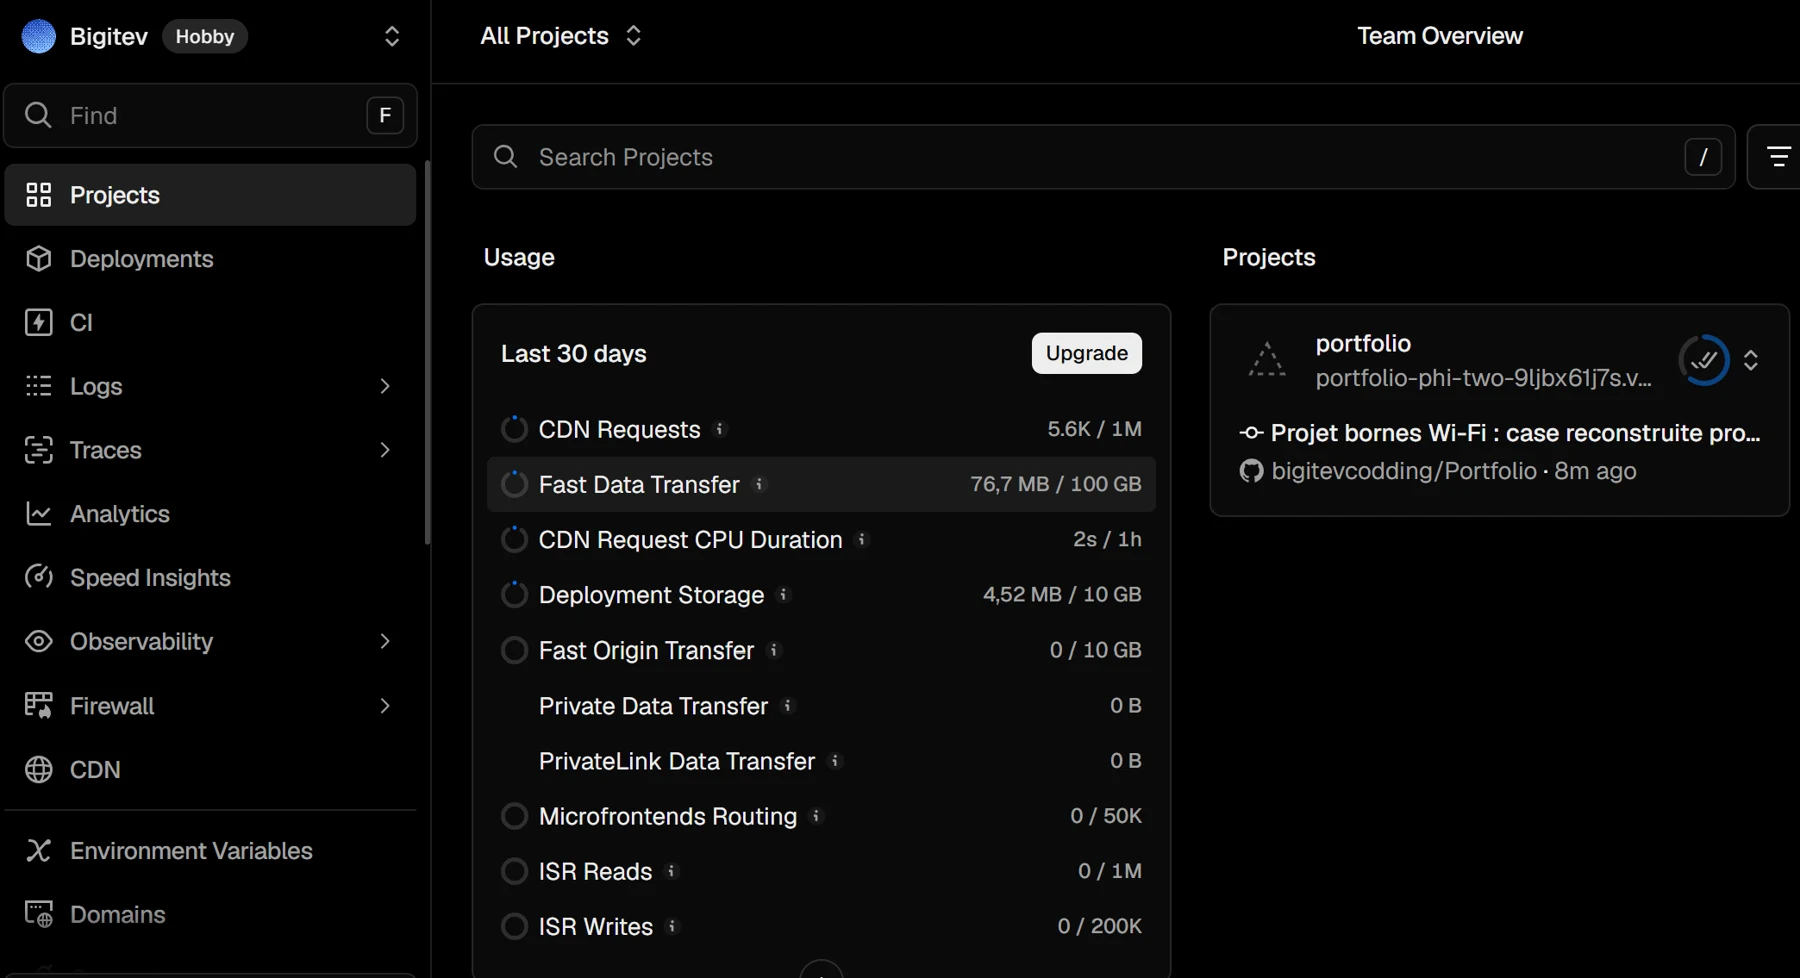 Bigitev Hobby
Find F
Projects
Deployments
CI
Logs
Traces
Analytics
Speed Insights
Observability
Firewall
CDN
Environment Variables
Domains
All Projects
Team Overview
Search Projects /
Usage
Last 30 days
Upgrade
CDN Requests 5.6K / 1M
Fast Data Transfer 76,7 MB / 100 GB
CDN Request CPU Duration 2s / 1h
Deployment Storage 4,52 MB / 10 GB
Fast Origin Transfer 0 / 10 GB
Private Data Transfer 0 B
PrivateLink Data Transfer 0 B
Microfrontends Routing 0 / 50K
ISR Reads 0 / 1M
ISR Writes 0 / 200K
Projects
portfolio
portfolio-phi-two-9ljbx61j7s.v...
Projet bornes Wi-Fi : case reconstruite pro...
bigitevcodding/Portfolio · 8m ago